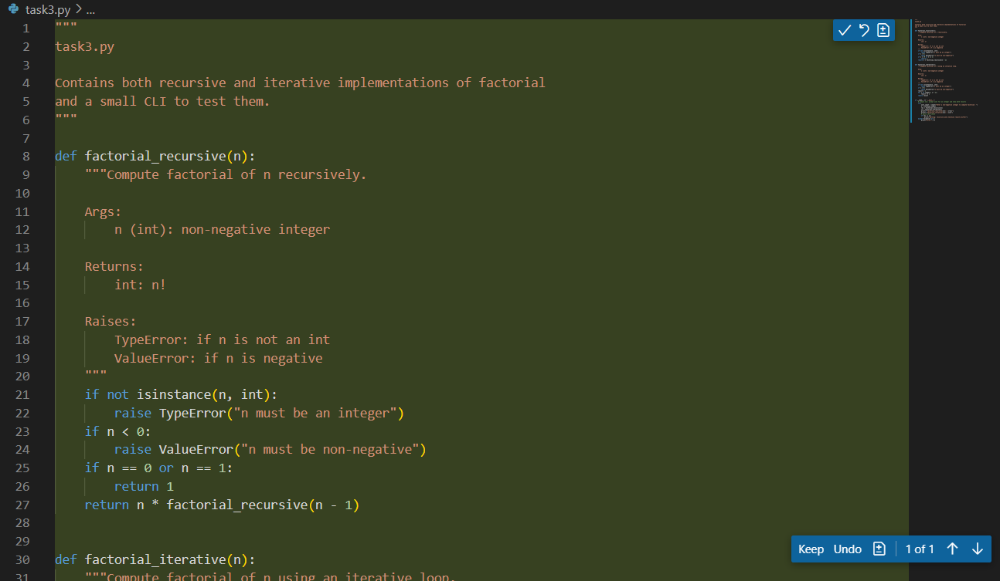 task3.py > ...
1 """
2 task3.py
3
4 Contains both recursive and iterative implementations of factorial
5 and a small CLI to test them.
6 """
7
8 def factorial_recursive(n):
9     """Compute factorial of n recursively.
10
11     Args:
12         n (int): non-negative integer
13
14     Returns:
15         int: n!
16
17     Raises:
18         TypeError: if n is not an int
19         ValueError: if n is negative
20     """
21     if not isinstance(n, int):
22         raise TypeError("n must be an integer")
23     if n < 0:
24         raise ValueError("n must be non-negative")
25     if n == 0 or n == 1:
26         return 1
27     return n * factorial_recursive(n - 1)
28
29
30 def factorial_iterative(n):
31     """Compute factorial of n using an iterative loop.
Keep Undo 1 of 1